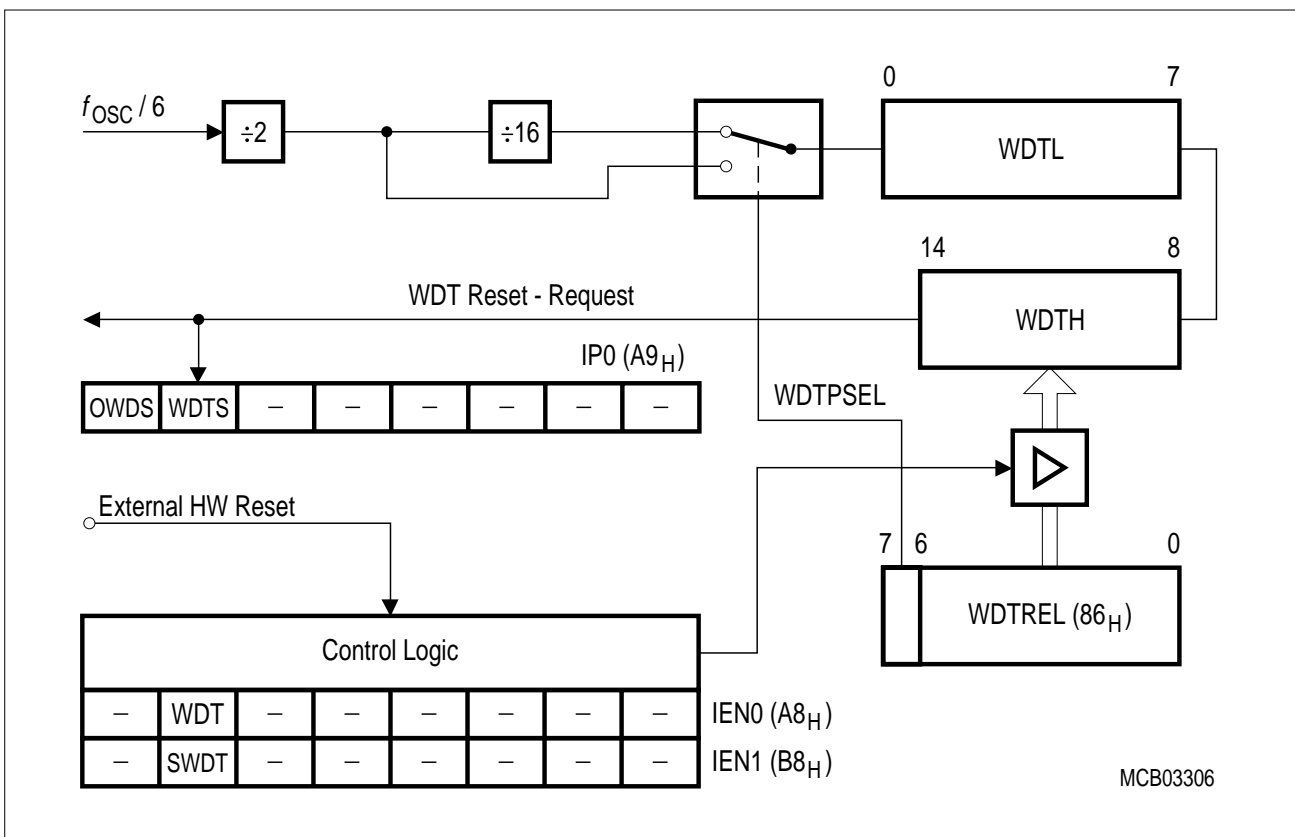 fOSC / 6
÷2
÷16
0 7
WDTL
14 8
WDTH
WDT Reset - Request
IP0 (A9H)
OWDS WDTS – – – – – –
WDTPSEL
External HW Reset
7 6 0
WDTREL (86H)
Control Logic
– WDT – – – – – – IEN0 (A8H)
– SWDT – – – – – – IEN1 (B8H)
MCB03306